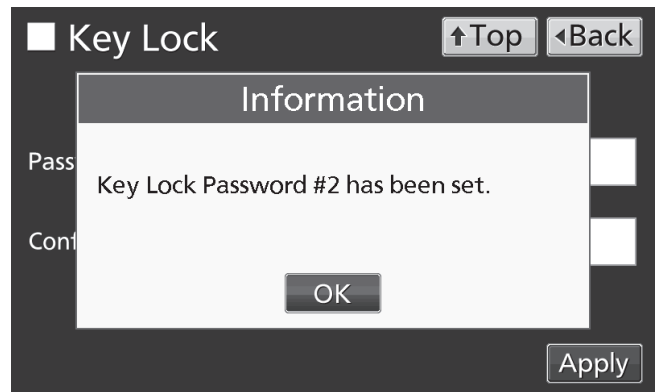 Key Lock
↑Top
◂Back
Information
Pass
Key Lock Password #2 has been set.
Conf
OK
Apply